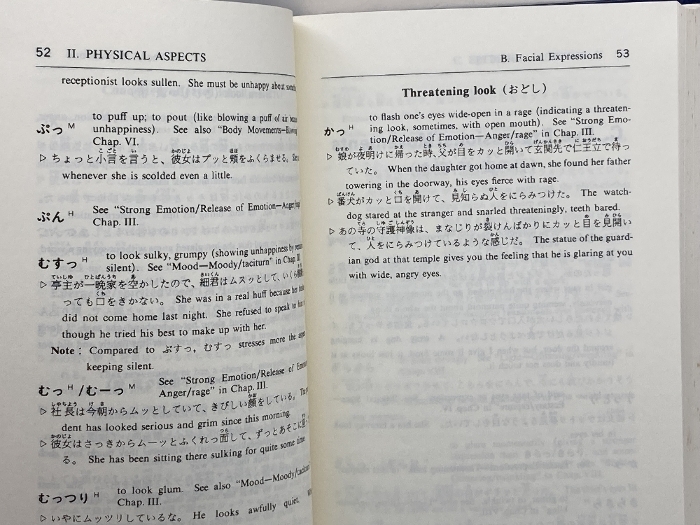 52 II. PHYSICAL ASPECTS
receptionist looks sullen. She must be unhappy about
ぷっ M to puff up; to pout (like blowing a puff of air
unhappiness). See also "Body Movements—Blowing
Chap. VI.
▷ ちょっと小言を言うと、彼女はプッと頬をふくらませる。
whenever she is scolded even a little.
ぷん H See "Strong Emotion/Release of Emotion—Anger/
Chap. III.
むすっ H to look sulky, grumpy (showing unhappiness by
silent). See "Mood—Moody/taciturn" in Chap.
▷ 亭主が一晩家を空かしたので、細君はムスッとして、いくら
っても口をきかない。 She was in a real huff because her
did not come home last night. She refused to speak
though he tried his best to make up with her.
Note : Compared to ぶすっ, むすっ stresses more the
keeping silent.
むっ H /むーっ M See "Strong Emotion/Release of
Anger/rage" in Chap. III.
▷ 社長は今朝からムッとしていて、きびしい顔をしている。
dent has looked serious and grim since this morning.
▷ 彼女はさっきからムーッとふくれっ面して、ずっとあそこに
る。 She has been sitting there sulking for quite some
むっつり H to look glum. See also "Mood—Moody/
Chap. III.
▷ いやにムッツリしているな。 He looks awfully quiet.
B. Facial Expressions 53
Threatening look (おどし)
かっ H to flash one's eyes wide-open in a rage (indicating a threaten-
ing look, sometimes, with open mouth). See "Strong Emo-
tion/Release of Emotion—Anger/rage" in Chap. III.
▷ 娘が夜明けに帰った時、父が目をカッと開いて玄関先で仁王立で待っ
ていた。 When the daughter got home at dawn, she found her father
towering in the doorway, his eyes fierce with rage.
▷ 番犬がカッと口を開けて、見知らぬ人をにらみつけた。 The watch-
dog stared at the stranger and snarled threateningly, teeth bared.
▷ あの寺の守護神像は、まなじりが裂けんばかりにカッと目を見開い
て、人をにらみつけているような感じだ。 The statue of the guard-
ian god at that temple gives you the feeling that he is glaring at you
with wide, angry eyes.